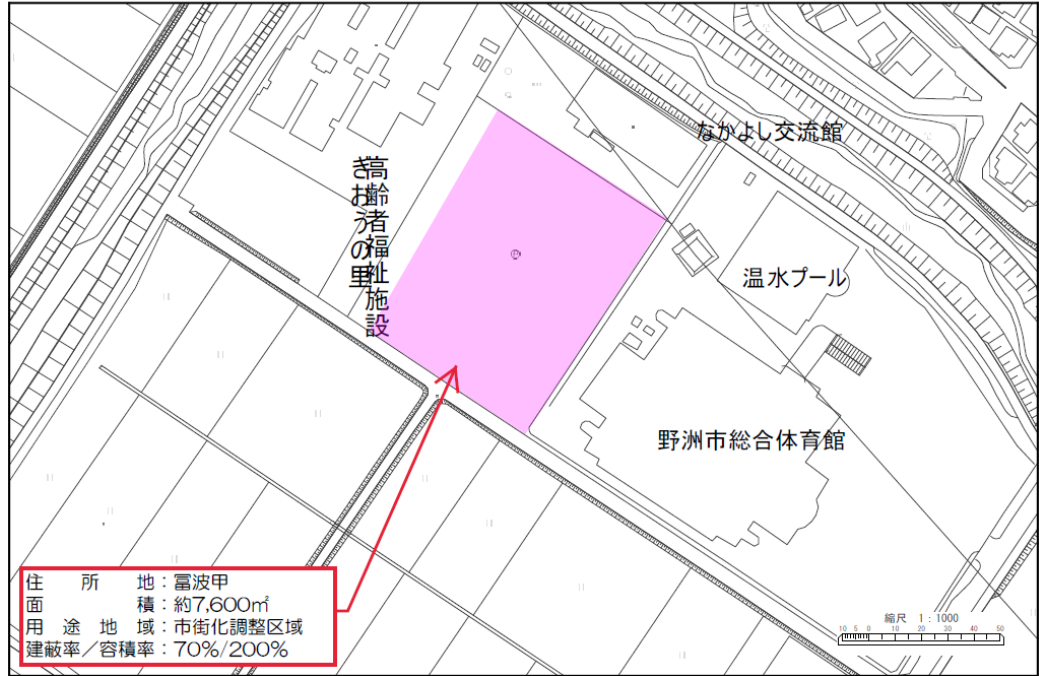 なかよし交流館
高齢者福祉施設
きおうの里
温水プール
野洲市総合体育館
住所地：冨波甲
面積：約7,600㎡
用途地域：市街化調整区域
建蔽率／容積率：70%/200%
縮尺 1：1000
10 5 0 10 20 30 40 50